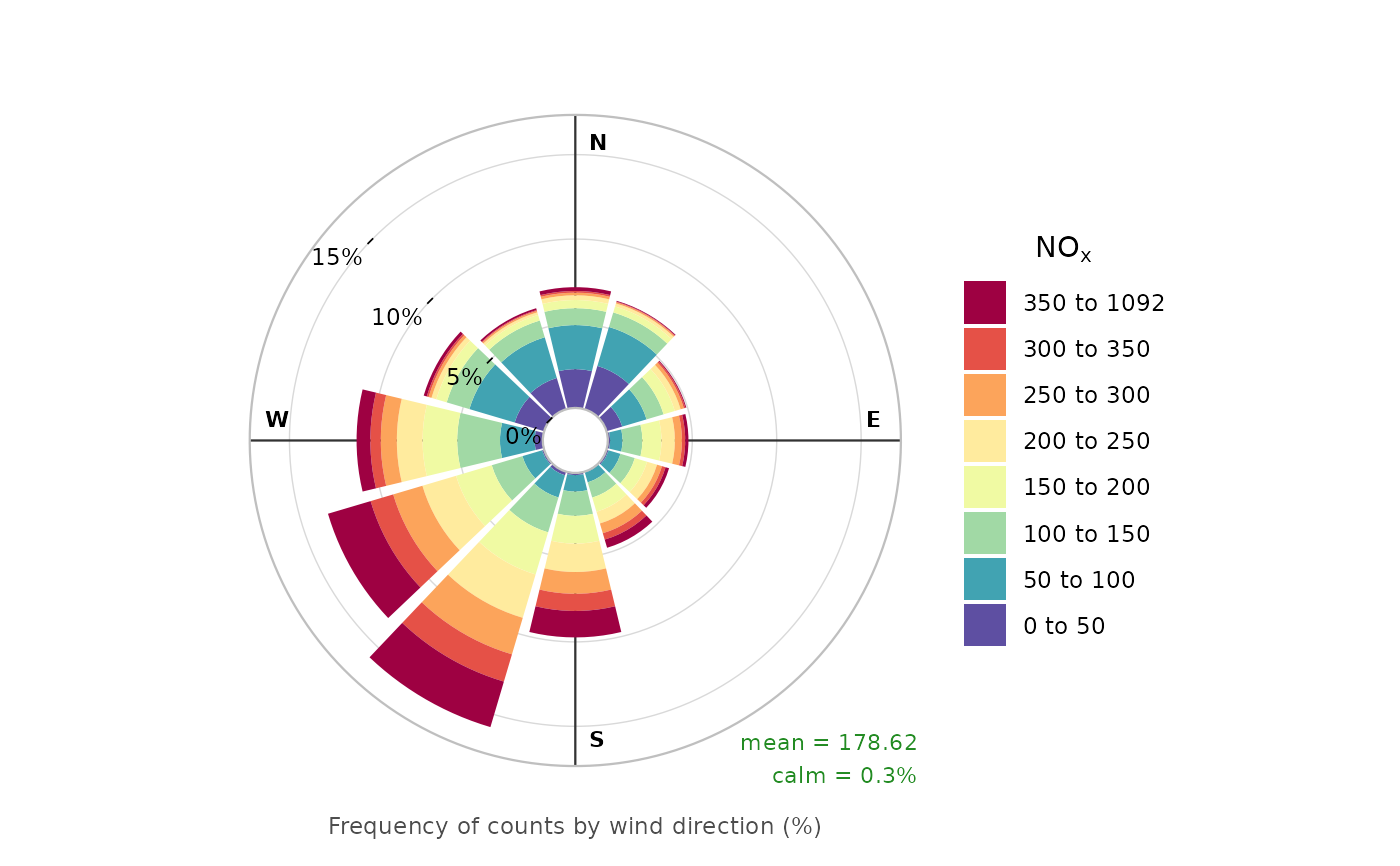 N
15%
10%
5%
W
0%
E
S
NOx
350 to 1092
300 to 350
250 to 300
200 to 250
150 to 200
100 to 150
50 to 100
0 to 50
mean = 178.62
calm = 0.3%
Frequency of counts by wind direction (%)